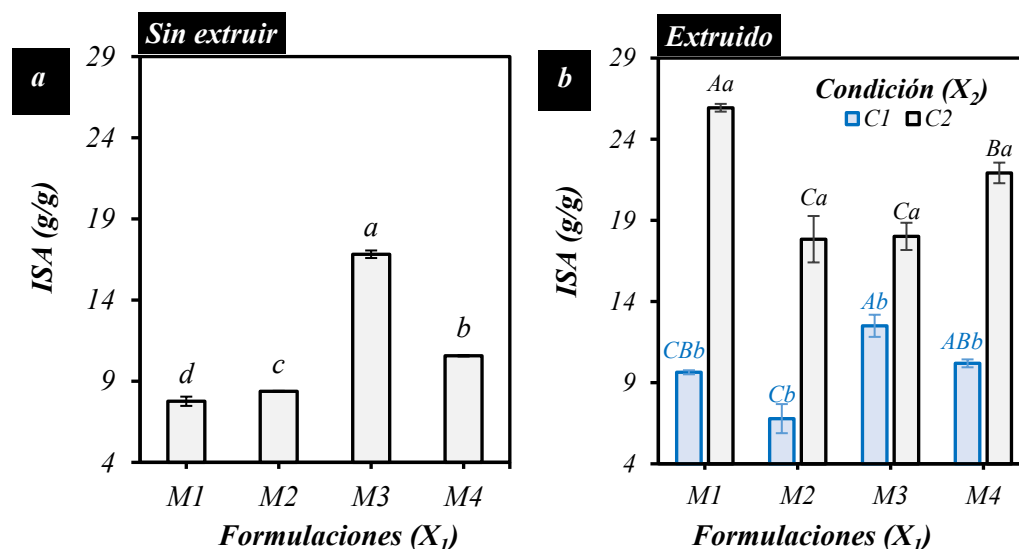 Sin extruir
a
29
24
19
14
9
4
ISA (g/g)
d
c
a
b
M1 M2 M3 M4
Formulaciones (X1)
Extruido
b
Condición (X2)
C1 C2
29
24
19
14
9
4
ISA (g/g)
Aa
Ba
Ca
Ca
Ab
CBb
ABb
Cb
M1 M2 M3 M4
Formulaciones (X1)